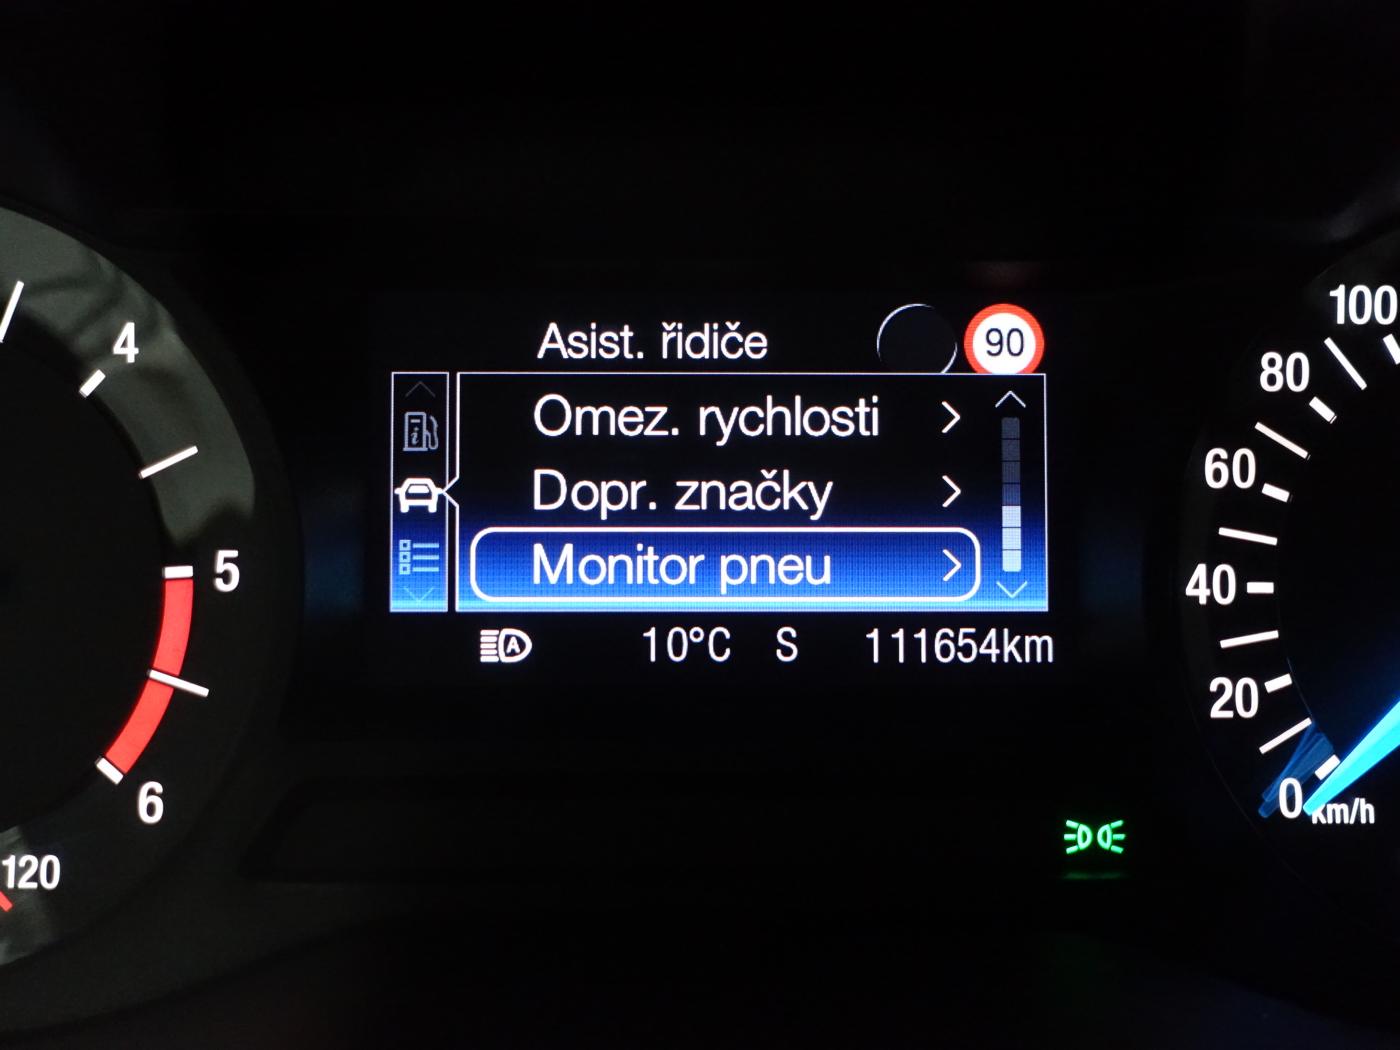 Asist. řidiče
90
Omez. rychlosti
Dopr. značky
Monitor pneu
A
10°C S 111654km
4
5
6
120
100
80
60
40
20
0
km/h